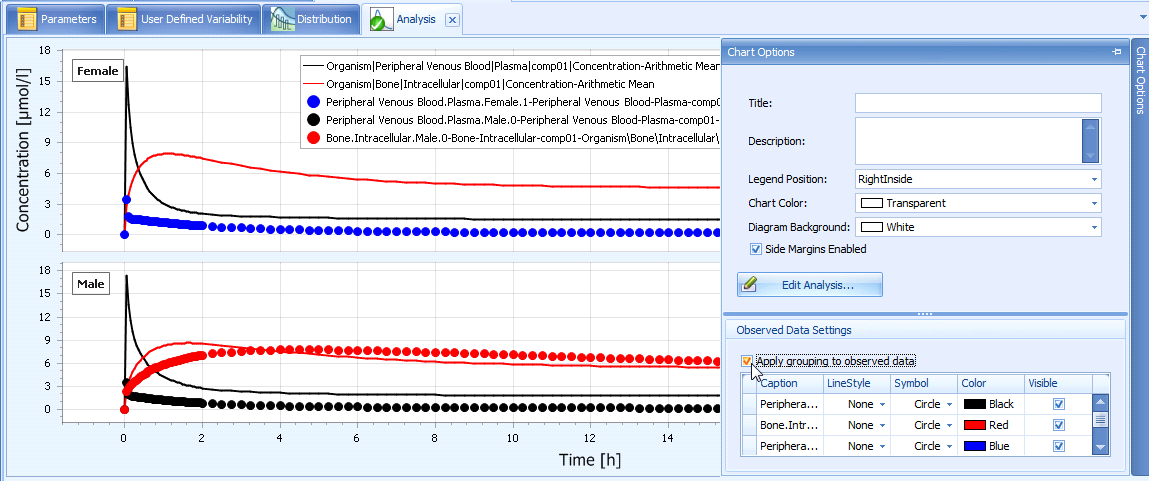 Parameters
User Defined Variability
Distribution
Analysis
Concentration [µmol/l]
18
15
12
9
6
3
0
Female
Organism|Peripheral Venous Blood|Plasma|comp01|Concentration-Arithmetic Mean
Organism|Bone|Intracellular|comp01|Concentration-Arithmetic Mean
Peripheral Venous Blood.Plasma.Female.1-Peripheral Venous Blood-Plasma-comp0
Peripheral Venous Blood.Plasma.Male.0-Peripheral Venous Blood-Plasma-comp01-
Bone.Intracellular.Male.0-Bone-Intracellular-comp01-Organism\Bone\Intracellular\
18
15
12
9
6
3
0
Male
0 2 4 6 8 10 12 14
Time [h]
Chart Options
Title:
Description:
Legend Position: RightInside
Chart Color: Transparent
Diagram Background: White
Side Margins Enabled
Edit Analysis...
Observed Data Settings
Apply grouping to observed data
Caption LineStyle Symbol Color Visible
Periphera... None Circle Black
Bone.Intr... None Circle Red
Periphera... None Circle Blue
Chart Options